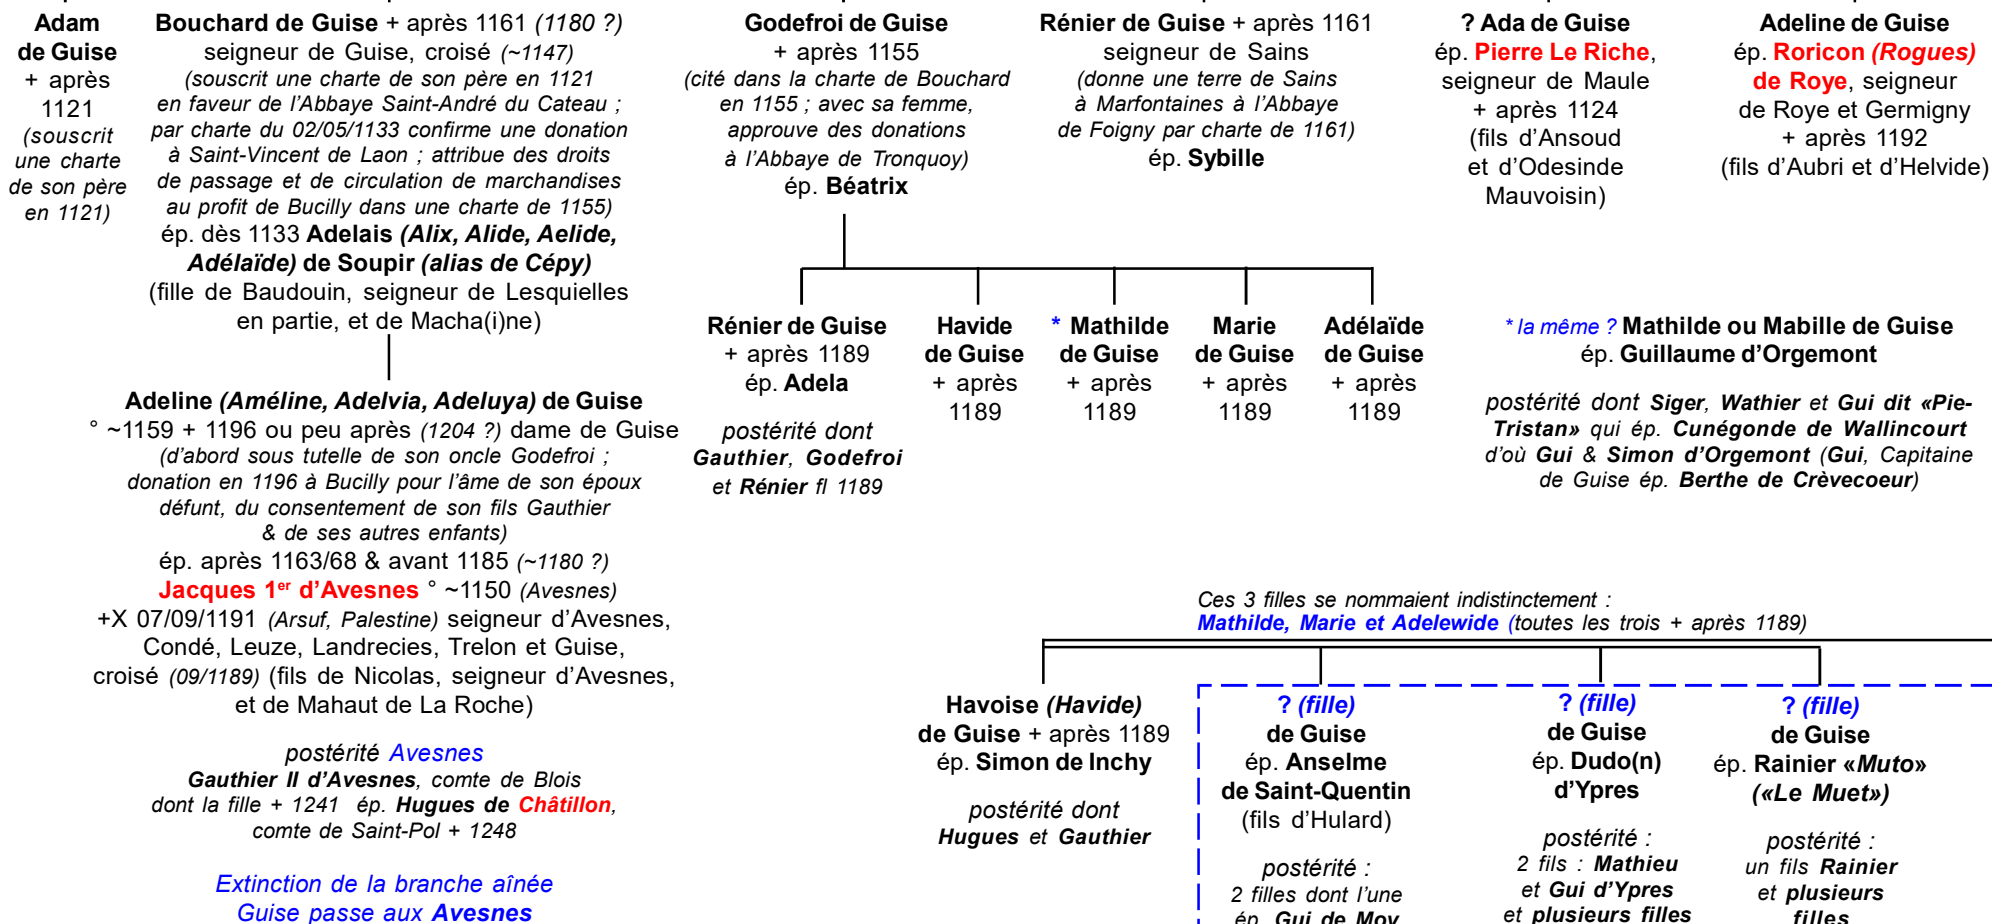 Adam
de Guise
+ après
1121
(souscrit
une charte
de son père
en 1121)
Bouchard de Guise + après 1161 (1180 ?)
seigneur de Guise, croisé (~1147)
(souscrit une charte de son père en 1121
en faveur de l’Abbaye Saint-André du Cateau ;
par charte du 02/05/1133 confirme une donation
à Saint-Vincent de Laon ; attribue des droits
de passage et de circulation de marchandises
au profit de Bucilly dans une charte de 1155)
ép. dès 1133 Adelais (Alix, Alide, Aelide,
Adélaïde) de Soupir (alias de Cépy)
(fille de Baudouin, seigneur de Lesquielles
en partie, et de Macha(i)ne)
Godefroi de Guise
+ après 1155
(cité dans la charte de Bouchard
en 1155 ; avec sa femme,
approuve des donations
à l’Abbaye de Tronquoy)
ép. Béatrix
Rénier de Guise + après 1161
seigneur de Sains
(donne une terre de Sains
à Marfontaines à l’Abbaye
de Foigny par charte de 1161)
ép. Sybille
? Ada de Guise
ép. Pierre Le Riche,
seigneur de Maule
+ après 1124
(fils d’Ansoud
et d’Odesinde
Mauvoisin)
Adeline de Guise
ép. Roricon (Rogues)
de Roye, seigneur
de Roye et Germigny
+ après 1192
(fils d’Aubri et d’Helvide)
Rénier de Guise
+ après 1189
ép. Adela
postérité dont
Gauthier, Godefroi
et Rénier fl 1189
Havide
de Guise
+ après
1189
* Mathilde
de Guise
+ après
1189
Marie
de Guise
+ après
1189
Adélaïde
de Guise
+ après
1189
* la même ? Mathilde ou Mabille de Guise
ép. Guillaume d’Orgemont
postérité dont Siger, Wathier et Gui dit «Pie-
Tristan» qui ép. Cunégonde de Wallincourt
d’où Gui & Simon d’Orgemont (Gui, Capitaine
de Guise ép. Berthe de Crèvecoeur)
Adeline (Améline, Adelvia, Adeluya) de Guise
° ~1159 + 1196 ou peu après (1204 ?) dame de Guise
(d’abord sous tutelle de son oncle Godefroi ;
donation en 1196 à Bucilly pour l’âme de son époux
défunt, du consentement de son fils Gauthier
& de ses autres enfants)
ép. après 1163/68 & avant 1185 (~1180 ?)
Jacques 1er d’Avesnes ° ~1150 (Avesnes)
+X 07/09/1191 (Arsuf, Palestine) seigneur d’Avesnes,
Condé, Leuze, Landrecies, Trelon et Guise,
croisé (09/1189) (fils de Nicolas, seigneur d’Avesnes,
et de Mahaut de La Roche)
postérité Avesnes
Gauthier II d’Avesnes, comte de Blois
dont la fille + 1241 ép. Hugues de Châtillon,
comte de Saint-Pol + 1248
Extinction de la branche aînée
Guise passe aux Avesnes
Ces 3 filles se nommaient indistinctement :
Mathilde, Marie et Adelewide (toutes les trois + après 1189)
Havoise (Havide)
de Guise + après 1189
ép. Simon de Inchy
postérité dont
Hugues et Gauthier
? (fille)
de Guise
ép. Anselme
de Saint-Quentin
(fils d’Hulard)
postérité :
2 filles dont l’une
ép. Gui de Moy
? (fille)
de Guise
ép. Dudo(n)
d’Ypres
postérité :
2 fils : Mathieu
et Gui d’Ypres
et plusieurs filles
? (fille)
de Guise
ép. Rainier «Muto»
(«Le Muet»)
postérité :
un fils Rainier
et plusieurs
filles